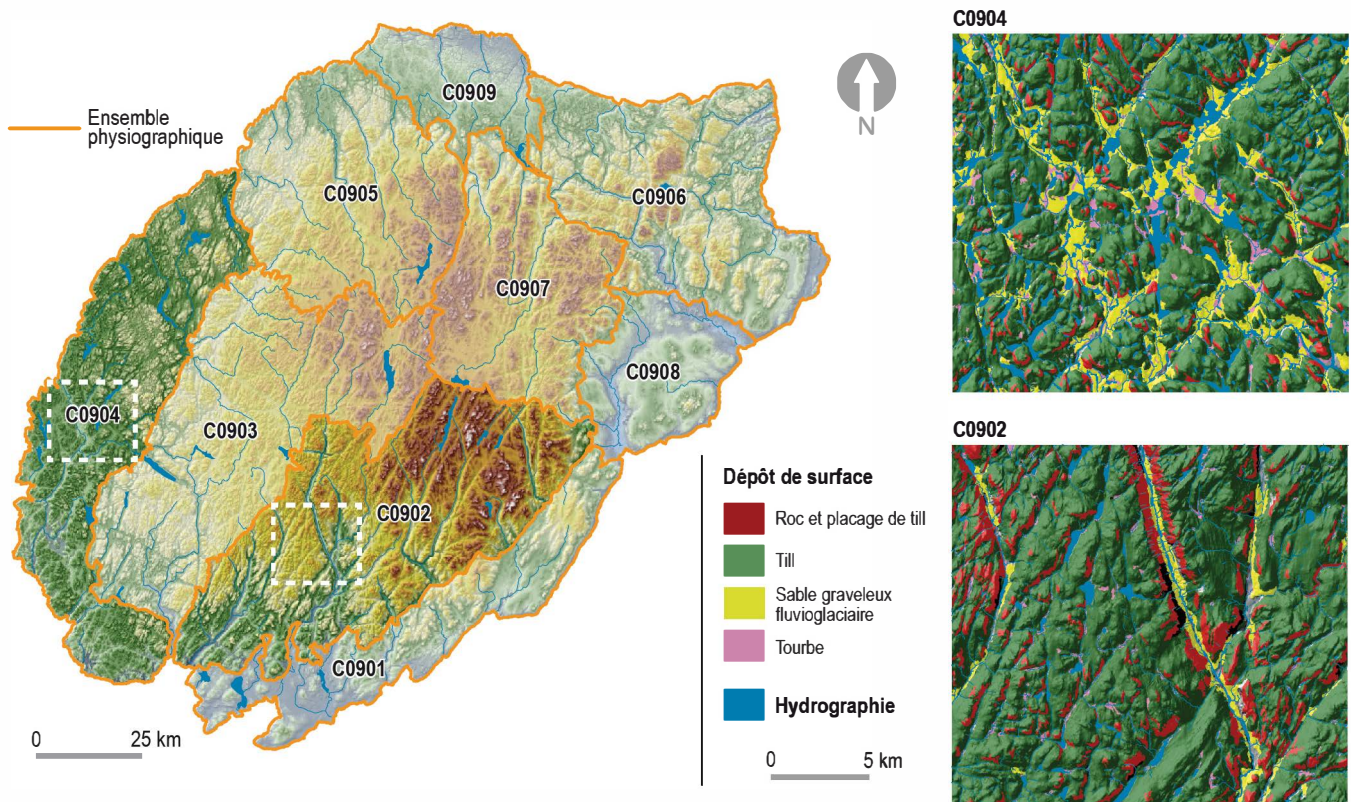 Ensemble
physiographique
C0909
C0905
C0906
C0907
C0908
C0904
C0903
C0902
C0901
0 25 km
N
Dépôt de surface
Roc et placage de till
Till
Sable graveleux
fluvioglaciaire
Tourbe
Hydrographie
0 5 km
C0904
C0902